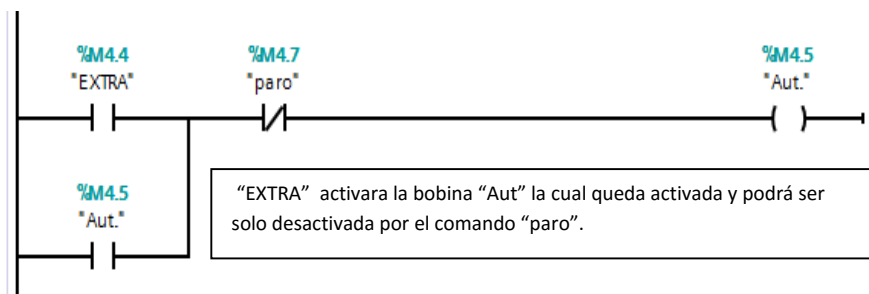 %M4.4
"EXTRA"
%M4.7
"paro"
%M4.5
"Aut."
%M4.5
"Aut."
“EXTRA” activara la bobina “Aut” la cual queda activada y podrá ser
solo desactivada por el comando “paro”.